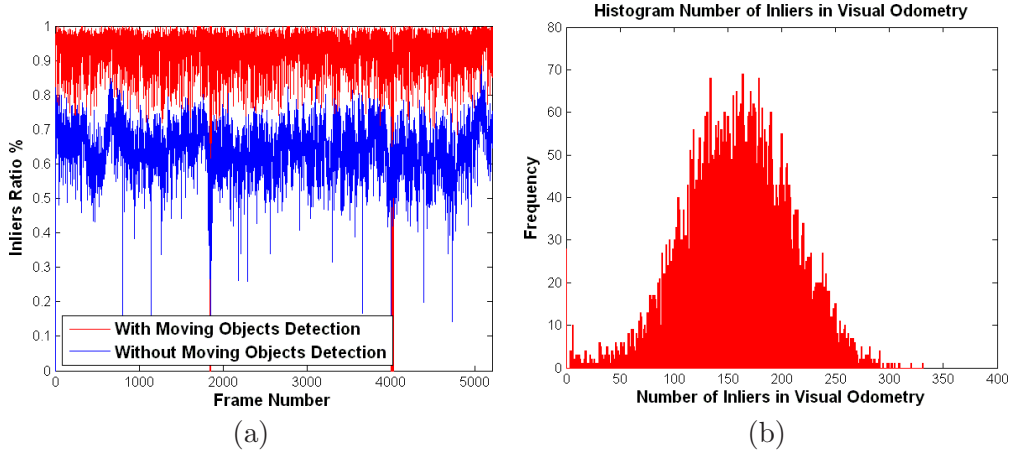 1
0.9
0.8
0.7
0.6
0.5
0.4
0.3
0.2
0.1
0
Inliers Ratio %
With Moving Objects Detection
Without Moving Objects Detection
0 1000 2000 3000 4000 5000
Frame Number
(a)
Histogram Number of Inliers in Visual Odometry
80
70
60
50
40
30
20
10
0
Frequency
0 50 100 150 200 250 300 350 400
Number of Inliers in Visual Odometry
(b)